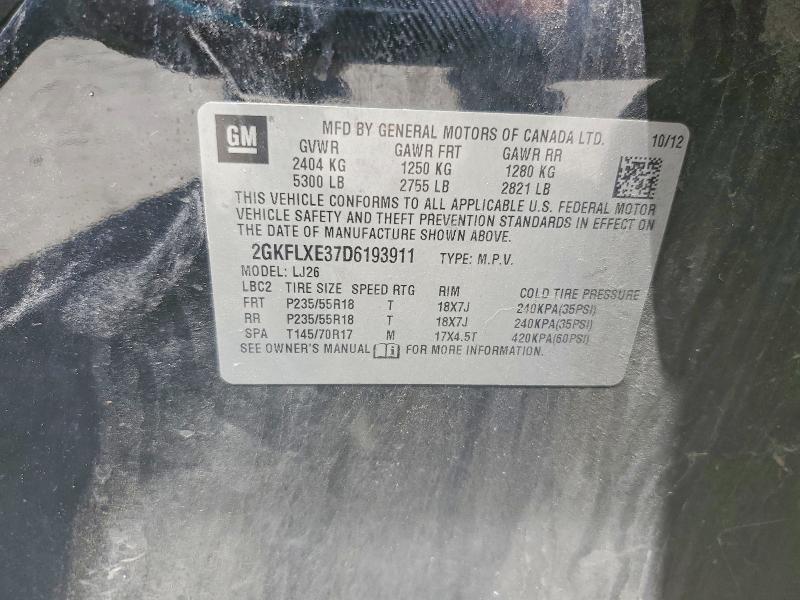 GM
MFD BY GENERAL MOTORS OF CANADA LTD. 10/12
GVWR GAWR FRT GAWR RR
2404 KG 1250 KG 1280 KG
5300 LB 2755 LB 2821 LB
THIS VEHICLE CONFORMS TO ALL APPLICABLE U.S. FEDERAL MOTOR
VEHICLE SAFETY AND THEFT PREVENTION STANDARDS IN EFFECT ON
THE DATE OF MANUFACTURE SHOWN ABOVE.
2GKFLXE37D6193911 TYPE: M.P.V.
MODEL: LJ26
LBC2 TIRE SIZE SPEED RTG RIM COLD TIRE PRESSURE
FRT P235/55R18 T 18X7J 240KPA(35PSI)
RR P235/55R18 T 18X7J 240KPA(35PSI)
SPA T145/70R17 M 17X4.5T 420KPA(60PSI)
SEE OWNER'S MANUAL FOR MORE INFORMATION.